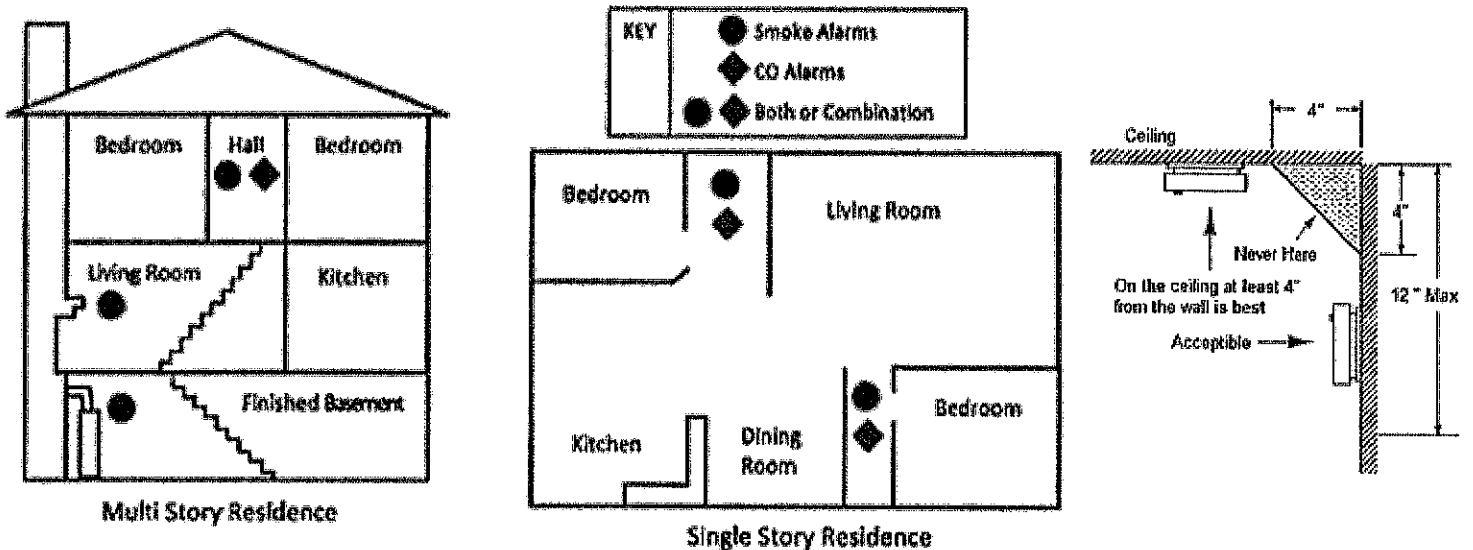 KEY
Smoke Alarms
CO Alarms
Both or Combination
Bedroom
Hall
Bedroom
Living Room
Kitchen
Finished Basement
Multi Story Residence
Bedroom
Living Room
Kitchen
Dining
Room
Bedroom
Single Story Residence
Ceiling
4"
4"
Never Here
On the ceiling at least 4"
from the wall is best
12 " Max
Acceptible